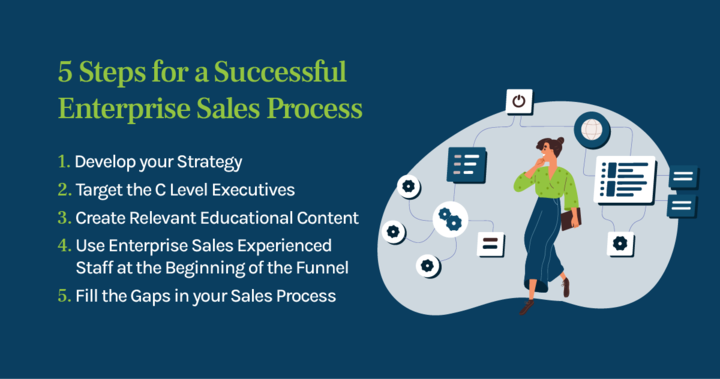 5 Steps for a Successful
Enterprise Sales Process
1. Develop your Strategy
2. Target the C Level Executives
3. Create Relevant Educational Content
4. Use Enterprise Sales Experienced
Staff at the Beginning of the Funnel
5. Fill the Gaps in your Sales Process